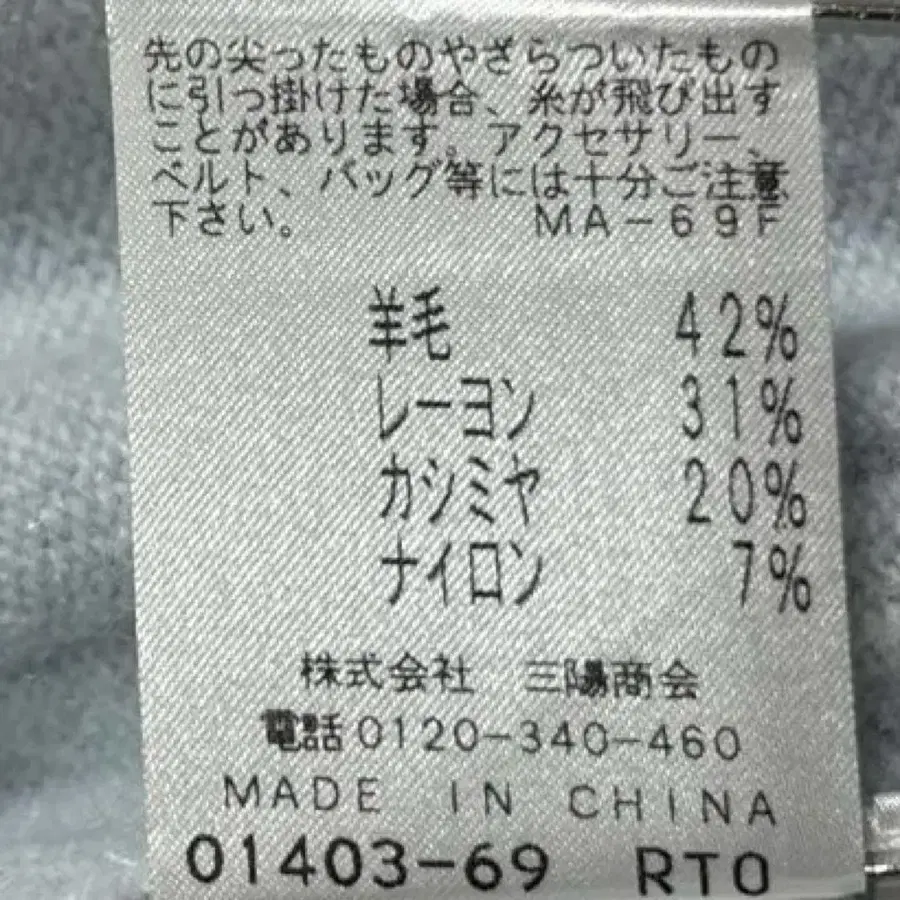 先の尖ったものやざらついたもの
に引っ掛けた場合、糸が飛び出す
ことがあります。アクセサリー、
ベルト、バッグ等には十分ご注意
下さい。 MA-69F
羊毛 42%
レーヨン 31%
カシミヤ 20%
ナイロン 7%
株式会社 三陽商会
電話0120-340-460
MADE IN CHINA
01403-69 RTO